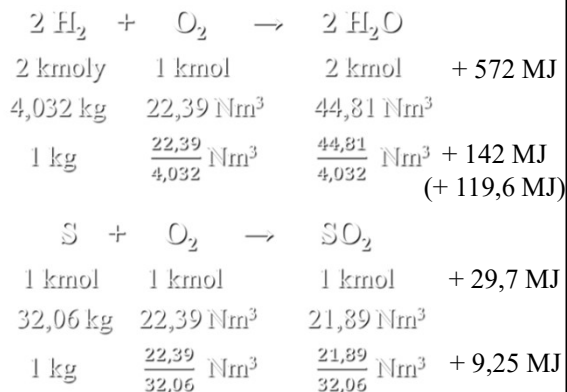 2 H₂ + O₂ → 2 H₂O
2 kmoly 1 kmol 2 kmol + 572 MJ
4,032 kg 22,39 Nm³ 44,81 Nm³
1 kg 22,39/4,032 Nm³ 44,81/4,032 Nm³ + 142 MJ
(+ 119,6 MJ)
S + O₂ → SO₂
1 kmol 1 kmol 1 kmol + 29,7 MJ
32,06 kg 22,39 Nm³ 21,89 Nm³
1 kg 22,39/32,06 Nm³ 21,89/32,06 Nm³ + 9,25 MJ